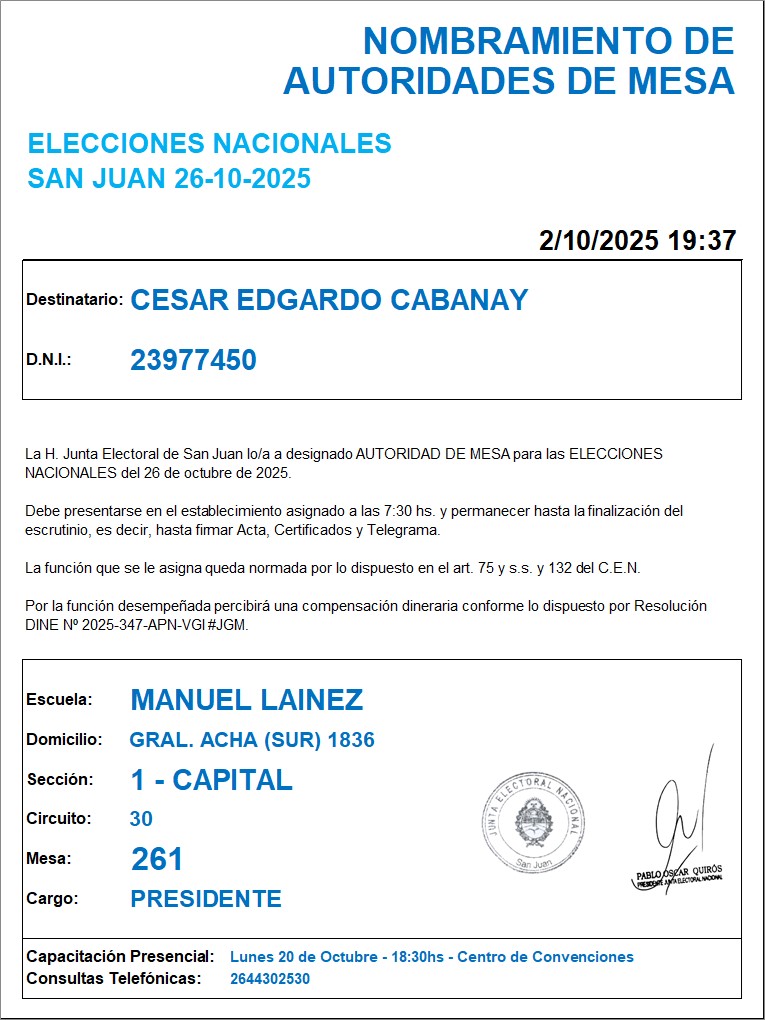 NOMBRAMIENTO DE
AUTORIDADES DE MESA
ELECCIONES NACIONALES
SAN JUAN 26-10-2025
2/10/2025 19:37
Destinatario: CESAR EDGARDO CABANAY
D.N.I.: 23977450
La H. Junta Electoral de San Juan lo/a a designado AUTORIDAD DE MESA para las ELECCIONES
NACIONALES del 26 de octubre de 2025.
Debe presentarse en el establecimiento asignado a las 7:30 hs. y permanecer hasta la finalización del
escrutinio, es decir, hasta firmar Acta, Certificados y Telegrama.
La función que se le asigna queda normada por lo dispuesto en el art. 75 y s.s. y 132 del C.E.N.
Por la función desempeñada percibirá una compensación dineraria conforme lo dispuesto por Resolución
DINE Nº 2025-347-APN-VGI#JGM.
Escuela: MANUEL LAINEZ
Domicilio: GRAL. ACHA (SUR) 1836
Sección: 1 - CAPITAL
Circuito: 30
Mesa: 261
Cargo: PRESIDENTE
JUNTA ELECTORAL NACIONAL
San Juan
PABLO OSCAR QUIRÓS
PRESIDENTE JUNTA ELECTORAL NACIONAL
Capacitación Presencial: Lunes 20 de Octubre - 18:30hs - Centro de Convenciones
Consultas Telefónicas: 2644302530